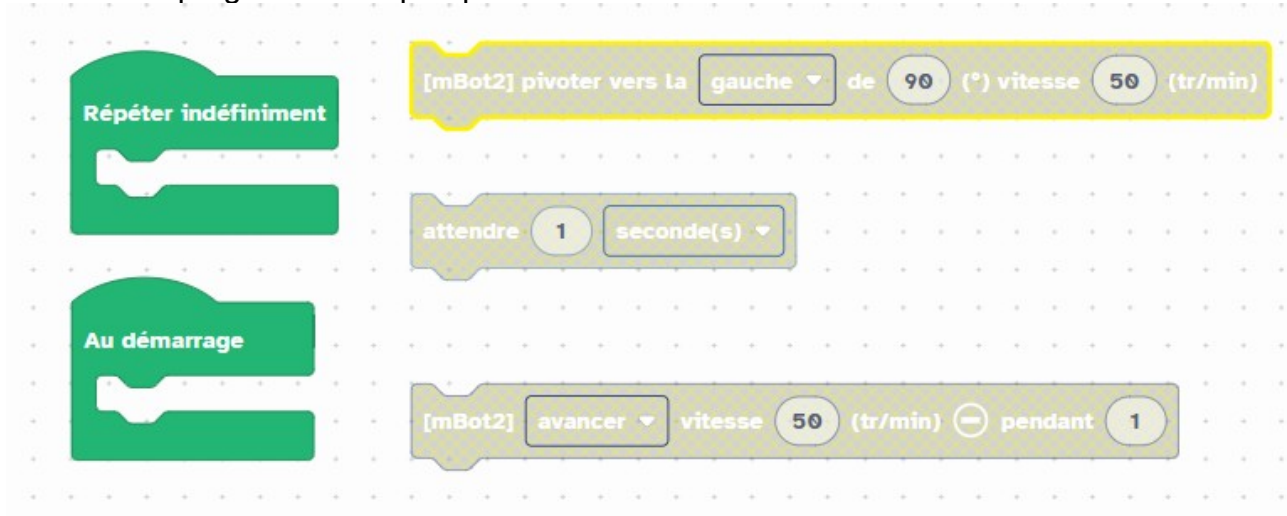 Répéter indéfiniment
[mBot2] pivoter vers la gauche de 90 (°) vitesse 50 (tr/min)
attendre 1 seconde(s)
Au démarrage
[mBot2] avancer vitesse 50 (tr/min) pendant 1